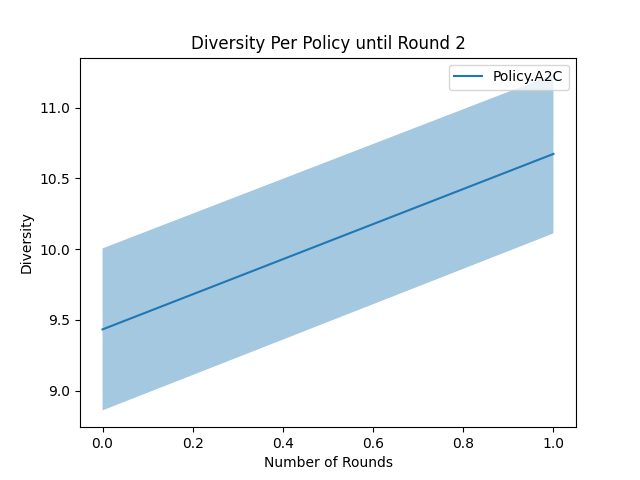 Diversity Per Policy until Round 2
Policy.A2C
11.0
10.5
10.0
9.5
9.0
Diversity
0.0 0.2 0.4 0.6 0.8 1.0
Number of Rounds